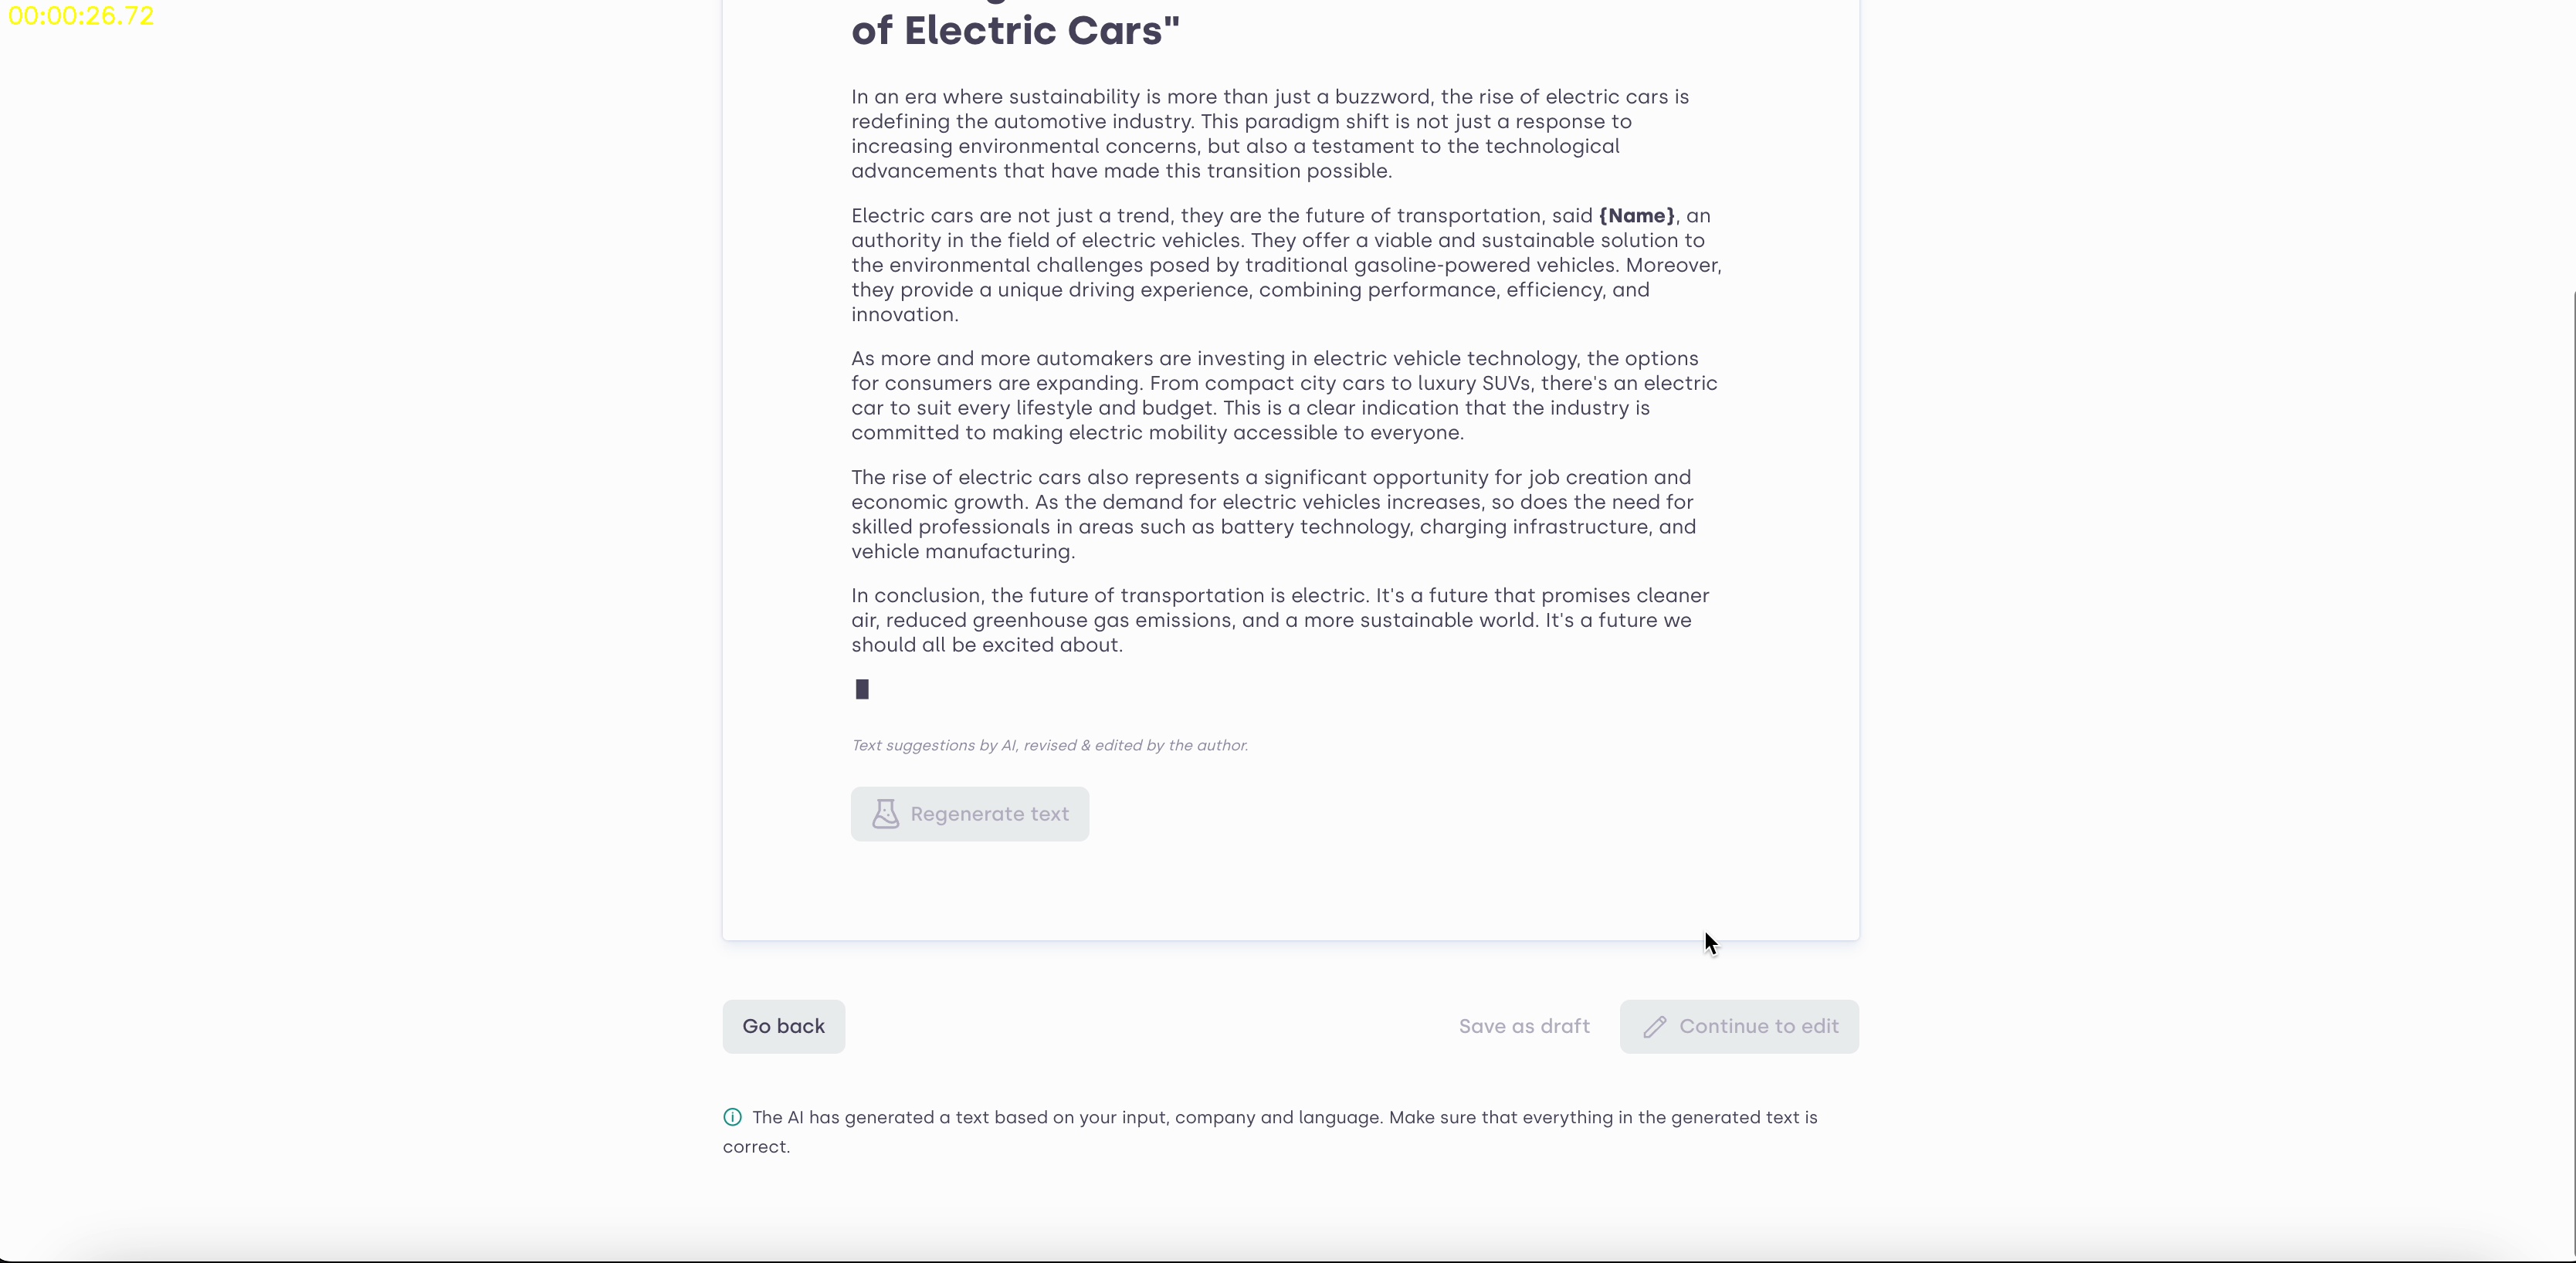 00:00:26.72
of Electric Cars"
In an era where sustainability is more than just a buzzword, the rise of electric cars is
redefining the automotive industry. This paradigm shift is not just a response to
increasing environmental concerns, but also a testament to the technological
advancements that have made this transition possible.
Electric cars are not just a trend, they are the future of transportation, said {Name}, an
authority in the field of electric vehicles. They offer a viable and sustainable solution to
the environmental challenges posed by traditional gasoline-powered vehicles. Moreover,
they provide a unique driving experience, combining performance, efficiency, and
innovation.
As more and more automakers are investing in electric vehicle technology, the options
for consumers are expanding. From compact city cars to luxury SUVs, there's an electric
car to suit every lifestyle and budget. This is a clear indication that the industry is
committed to making electric mobility accessible to everyone.
The rise of electric cars also represents a significant opportunity for job creation and
economic growth. As the demand for electric vehicles increases, so does the need for
skilled professionals in areas such as battery technology, charging infrastructure, and
vehicle manufacturing.
In conclusion, the future of transportation is electric. It's a future that promises cleaner
air, reduced greenhouse gas emissions, and a more sustainable world. It's a future we
should all be excited about.
Text suggestions by AI, revised & edited by the author.
Regenerate text
Go back
Save as draft
Continue to edit
The AI has generated a text based on your input, company and language. Make sure that everything in the generated text is
correct.